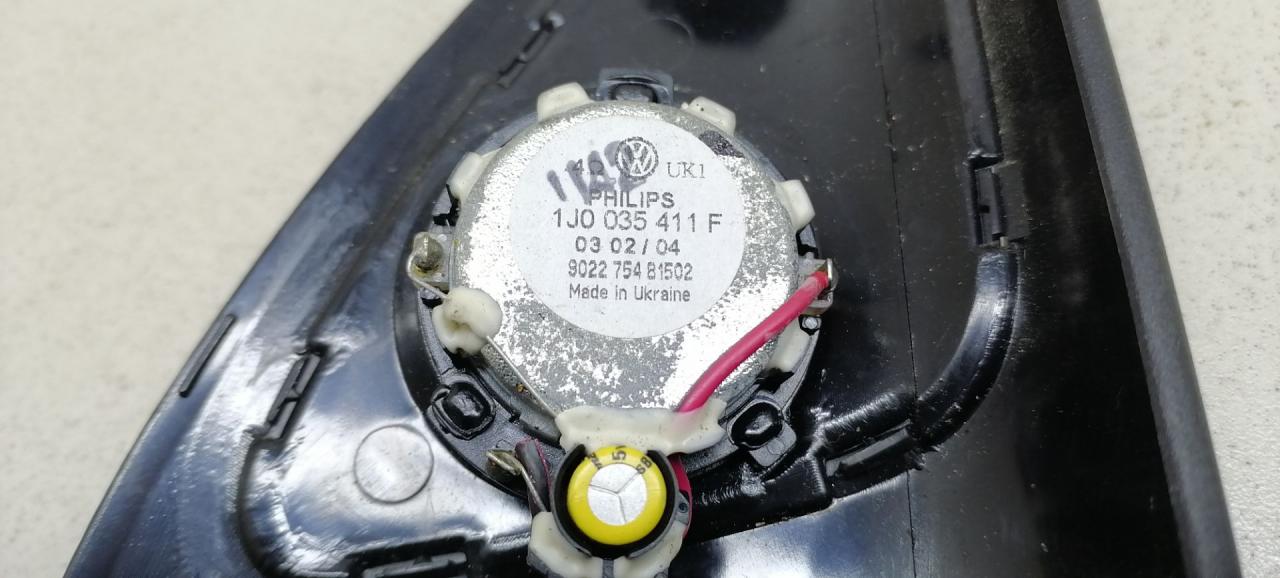 UK1
PHILIPS
1J0 035 411 F
03 02 / 04
9022 754 81502
Made in Ukraine